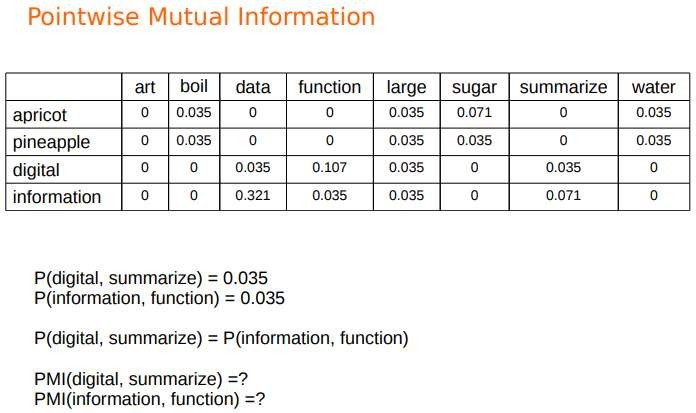 Pointwise Mutual Information
art boil data function large sugar summarize water
apricot 0 0.035 0 0 0.035 0.071 0 0.035
pineapple 0 0.035 0 0 0.035 0.035 0 0.035
digital 0 0 0.035 0.107 0.035 0 0.035 0
information 0 0 0.321 0.035 0.035 0 0.071 0
P(digital, summarize) = 0.035
P(information, function) = 0.035
P(digital, summarize) = P(information, function)
PMI(digital, summarize) =?
PMI(information, function) =?